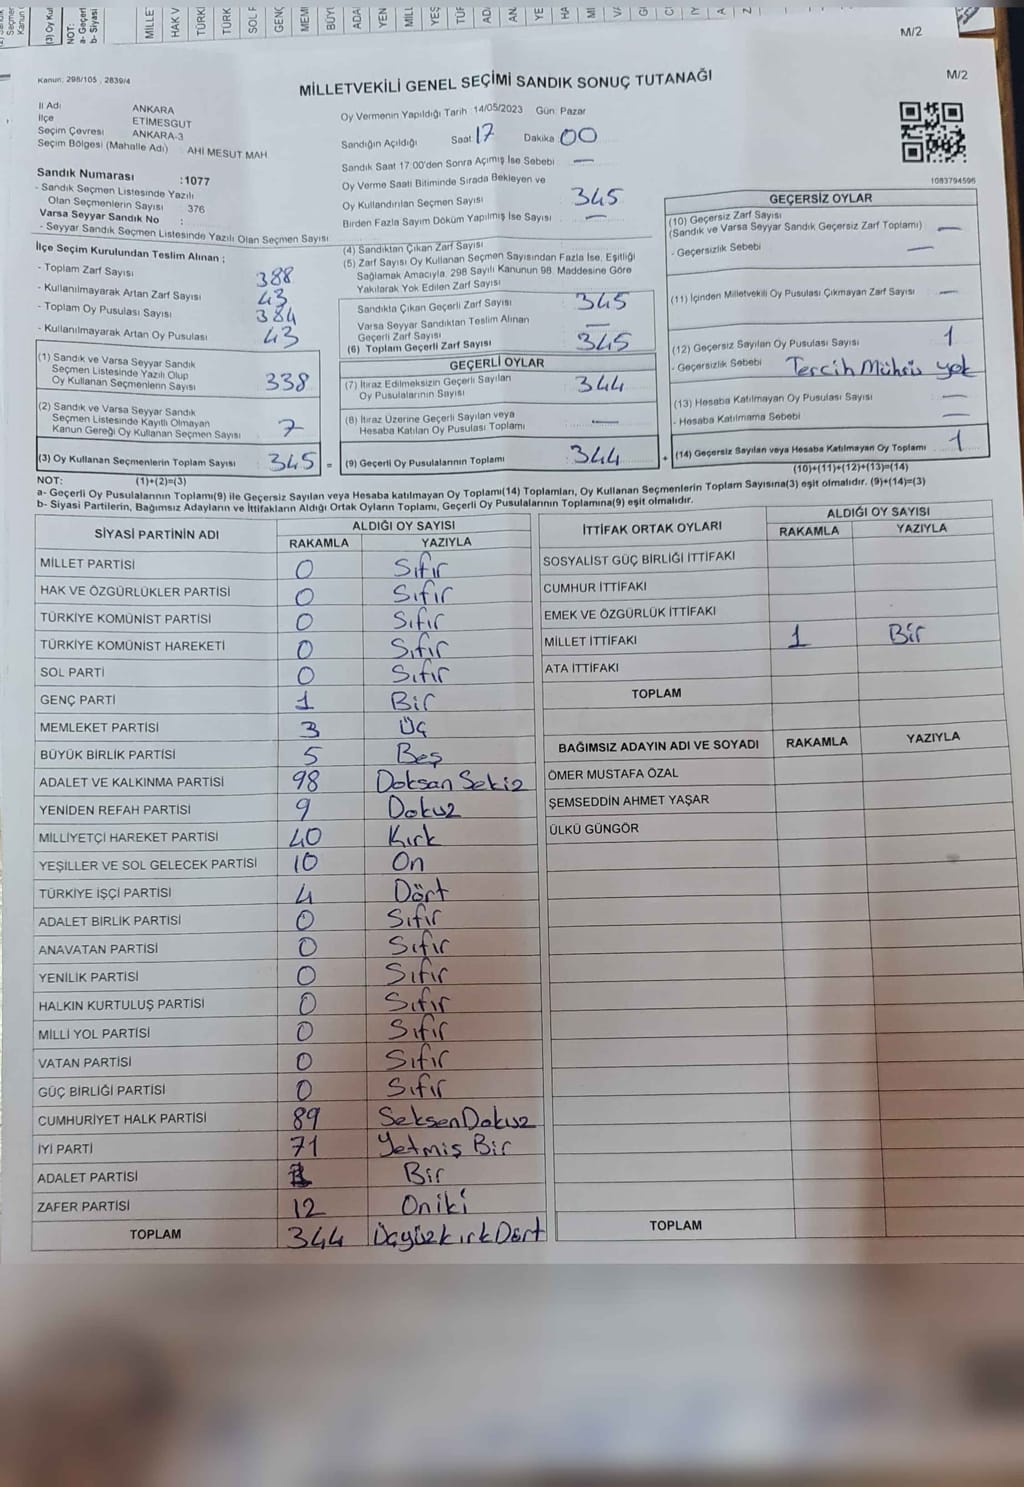 M/2
Kanun: 298/105 , 2839/4
MİLLETVEKİLİ GENEL SEÇİMİ SANDIK SONUÇ TUTANAĞI
M/2
İl Adı ANKARA
İlçe ETİMESGUT
Seçim Çevresi ANKARA-3
Seçim Bölgesi (Mahalle Adı) AHİ MESUT MAH
Sandık Numarası :1077
- Sandık Seçmen Listesinde Yazılı
Olan Seçmenlerin Sayısı 376
Varsa Seyyar Sandık No :
- Seyyar Sandık Seçmen Listesinde Yazılı Olan Seçmen Sayısı
Oy Vermenin Yapıldığı Tarih 14/05/2023 Gün: Pazar
Sandığın Açıldığı Saat 17 Dakika 00
Sandık Saat 17:00'den Sonra Açımış İse Sebebi —
Oy Verme Saati Bitiminde Sırada Bekleyen ve
Oy Kullandırılan Seçmen Sayısı 345
Birden Fazla Sayım Döküm Yapılmış İse Sayısı —
1083794596
İlçe Seçim Kurulundan Teslim Alınan ;
- Toplam Zarf Sayısı 388
- Kullanılmayarak Artan Zarf Sayısı 43
- Toplam Oy Pusulası Sayısı 384
- Kullanılmayarak Artan Oy Pusulası 43
(1) Sandık ve Varsa Seyyar Sandık
Seçmen Listesinde Yazılı Olup
Oy Kullanan Seçmenlerin Sayısı 338
(2) Sandık ve Varsa Seyyar Sandık
Seçmen Listesinde Kayıtlı Olmayan
Kanun Gereği Oy Kullanan Seçmen Sayısı 7
(3) Oy Kullanan Seçmenlerin Toplam Sayısı 345 =
(4) Sandıktan Çıkan Zarf Sayısı
(5) Zarf Sayısı Oy Kullanan Seçmen Sayısından Fazla İse, Eşitliği
Sağlamak Amacıyla, 298 Sayılı Kanunun 98. Maddesine Göre
Yakılarak Yok Edilen Zarf Sayısı
Sandıkta Çıkan Geçerli Zarf Sayısı 345
Varsa Seyyar Sandıktan Teslim Alınan
Geçerli Zarf Sayısı —
(6) Toplam Geçerli Zarf Sayısı 345
GEÇERLİ OYLAR
(7) İtiraz Edilmeksizin Geçerli Sayılan
Oy Pusulalarının Sayısı 344
(8) İtiraz Üzerine Geçerli Sayılan veya
Hesaba Katılan Oy Pusulası Toplamı —
(9) Geçerli Oy Pusulalarının Toplamı 344 +
GEÇERSİZ OYLAR
(10) Geçersiz Zarf Sayısı
(Sandık ve Varsa Seyyar Sandık Geçersiz Zarf Toplamı) —
- Geçersizlik Sebebi —
(11) İçinden Milletvekili Oy Pusulası Çıkmayan Zarf Sayısı —
(12) Geçersiz Sayılan Oy Pusulası Sayısı 1
- Geçersizlik Sebebi Tercih Mührü yok
(13) Hesaba Katılmayan Oy Pusulası Sayısı —
- Hesaba Katılmama Sebebi —
(14) Geçersiz Sayılan veya Hesaba Katılmayan Oy Toplamı 1
NOT: (1)+(2)=(3)
(10)+(11)+(12)+(13)=(14)
a- Geçerli Oy Pusulalarının Toplamı(9) ile Geçersiz Sayılan veya Hesaba katılmayan Oy Toplamı(14) Toplamları, Oy Kullanan Seçmenlerin Toplam Sayısına(3) eşit olmalıdır. (9)+(14)=(3)
b- Siyasi Partilerin, Bağımsız Adayların ve İttifakların Aldığı Ortak Oyların Toplamı, Geçerli Oy Pusulalarının Toplamına(9) eşit olmalıdır.
SİYASİ PARTİNİN ADI ALDIĞI OY SAYISI
RAKAMLA YAZIYLA
MİLLET PARTİSİ 0 Sıfır
HAK VE ÖZGÜRLÜKLER PARTİSİ 0 Sıfır
TÜRKİYE KOMÜNİST PARTİSİ 0 Sıfır
TÜRKİYE KOMÜNİST HAREKETİ 0 Sıfır
SOL PARTİ 0 Sıfır
GENÇ PARTİ 1 Bir
MEMLEKET PARTİSİ 3 Üç
BÜYÜK BİRLİK PARTİSİ 5 Beş
ADALET VE KALKINMA PARTİSİ 98 Doksan Sekiz
YENİDEN REFAH PARTİSİ 9 Dokuz
MİLLİYETÇİ HAREKET PARTİSİ 40 Kırk
YEŞİLLER VE SOL GELECEK PARTİSİ 10 On
TÜRKİYE İŞÇİ PARTİSİ 4 Dört
ADALET BİRLİK PARTİSİ 0 Sıfır
ANAVATAN PARTİSİ 0 Sıfır
YENİLİK PARTİSİ 0 Sıfır
HALKIN KURTULUŞ PARTİSİ 0 Sıfır
MİLLİ YOL PARTİSİ 0 Sıfır
VATAN PARTİSİ 0 Sıfır
GÜÇ BİRLİĞİ PARTİSİ 0 Sıfır
CUMHURİYET HALK PARTİSİ 89 Seksen Dokuz
İYİ PARTİ 71 Yetmiş Bir
ADALET PARTİSİ 1 Bir
ZAFER PARTİSİ 12 Oniki
TOPLAM 344 ÜçyüzkırkDört
İTTİFAK ORTAK OYLARI ALDIĞI OY SAYISI
RAKAMLA YAZIYLA
SOSYALİST GÜÇ BİRLİĞİ İTTİFAKI
CUMHUR İTTİFAKI
EMEK VE ÖZGÜRLÜK İTTİFAKI
MİLLET İTTİFAKI 1 Bir
ATA İTTİFAKI
TOPLAM
BAĞIMSIZ ADAYIN ADI VE SOYADI RAKAMLA YAZIYLA
ÖMER MUSTAFA ÖZAL
ŞEMSEDDİN AHMET YAŞAR
ÜLKÜ GÜNGÖR
TOPLAM